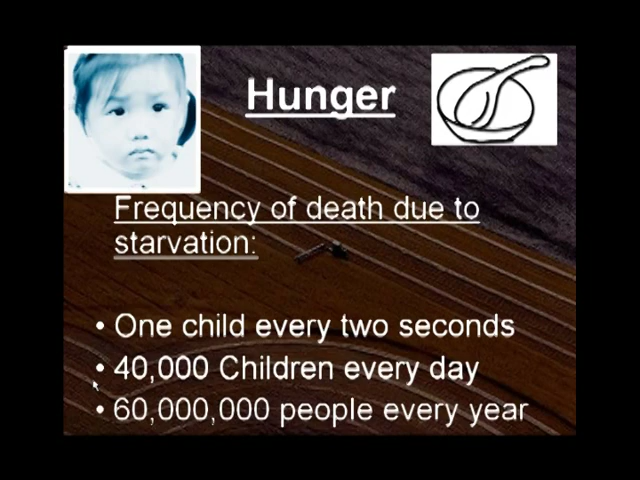 Hunger
Frequency of death due to
starvation:
• One child every two seconds
• 40,000 Children every day
• 60,000,000 people every year